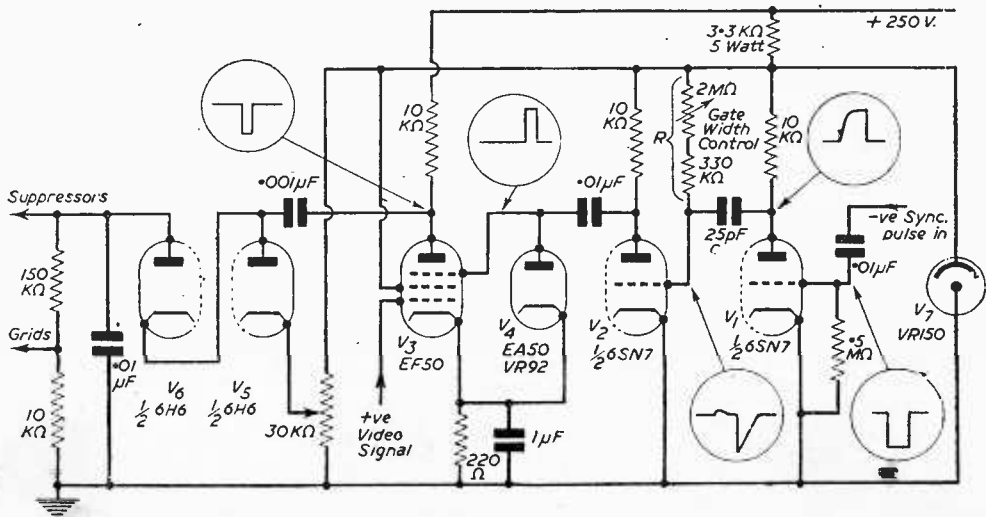 + 250 V.
3·3 KΩ
5 Watt
2MΩ
Gate
Width
Control
R
330
KΩ
10
KΩ
10
KΩ
10
KΩ
·001µF
·01µF
25pF
C
-ve Sync.
pulse in
·01µF
Suppressors
150
KΩ
Grids
10
KΩ
·01
µF
V6
½ 6H6
V5
½ 6H6
30KΩ
+ve
Video
Signal
V3
EF50
220
Ω
1µF
V4
EA50
VR92
V2
½ 6SN7
V1
½ 6SN7
·5
MΩ
V7
VR150